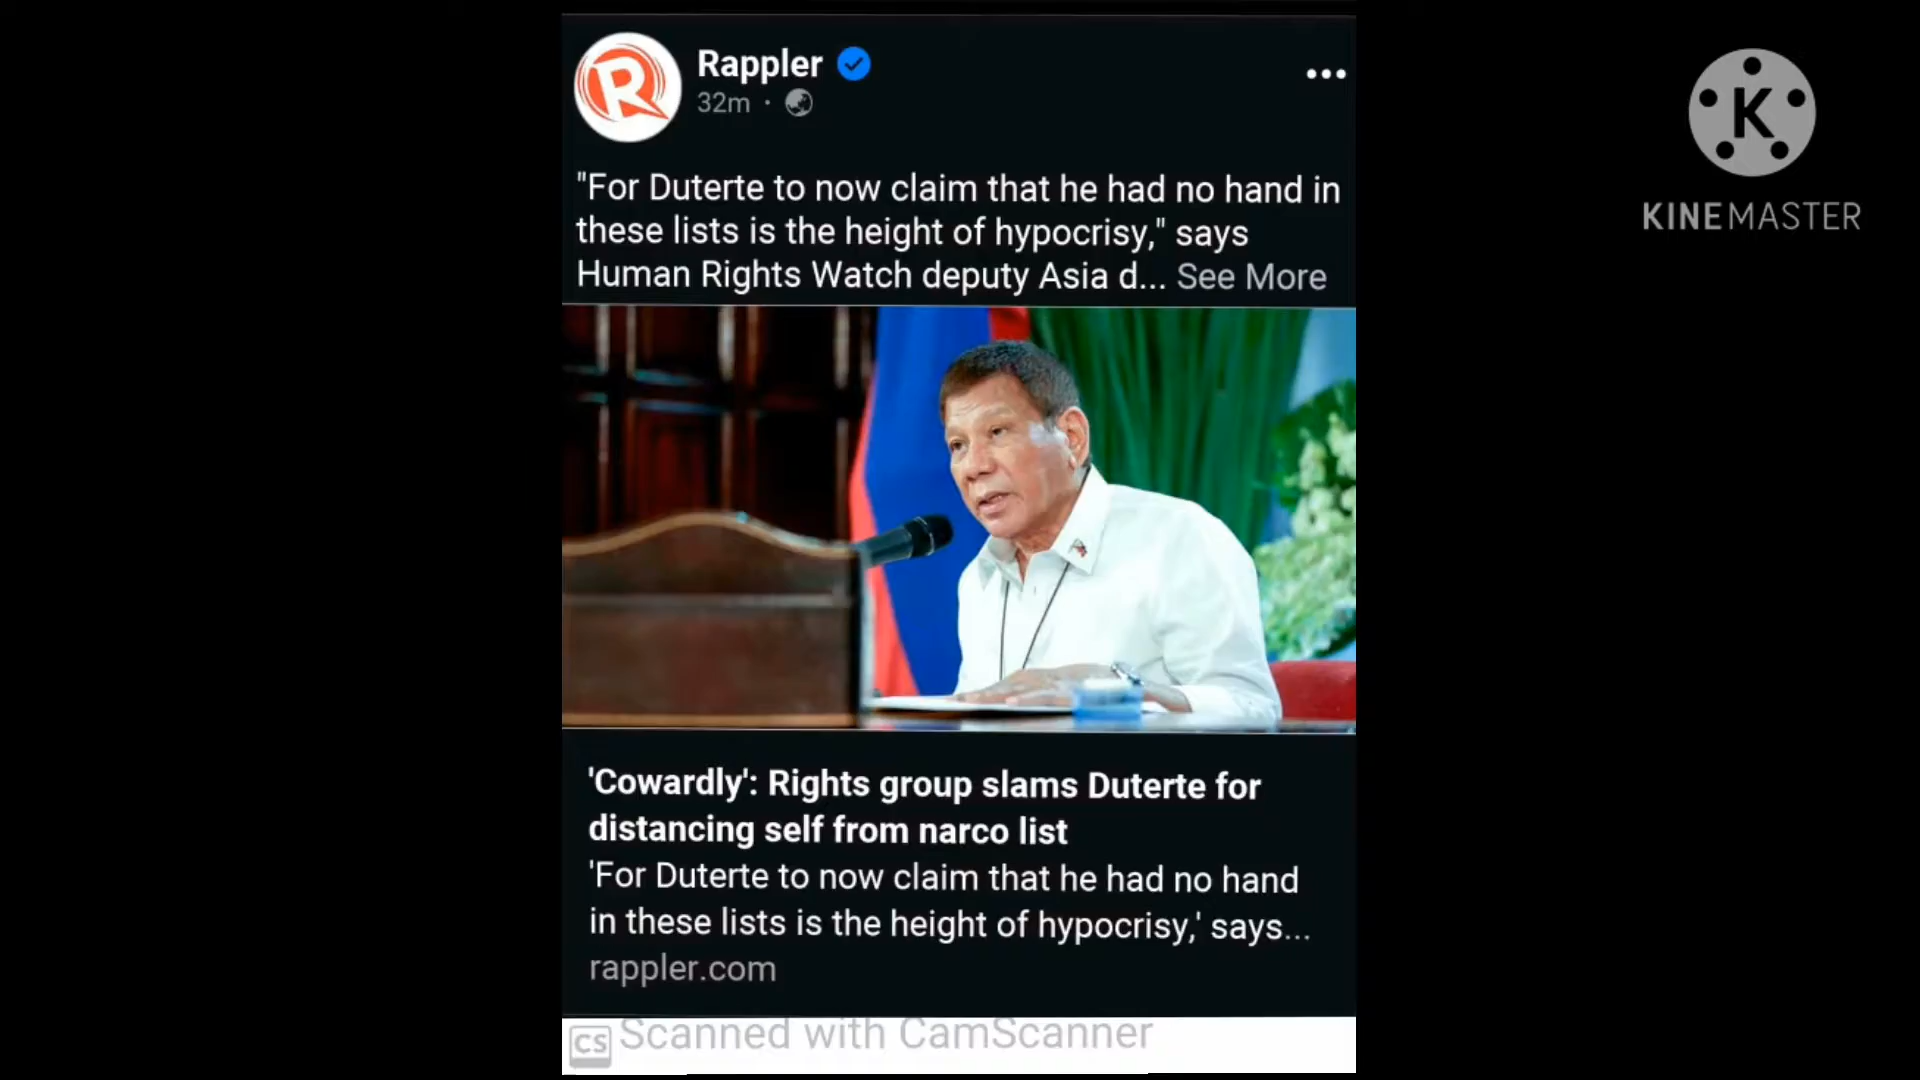 Rappler
32m ·
"For Duterte to now claim that he had no hand in
these lists is the height of hypocrisy," says
Human Rights Watch deputy Asia d... See More
'Cowardly': Rights group slams Duterte for
distancing self from narco list
'For Duterte to now claim that he had no hand
in these lists is the height of hypocrisy,' says...
rappler.com
CS Scanned with CamScanner
K
KINEMASTER